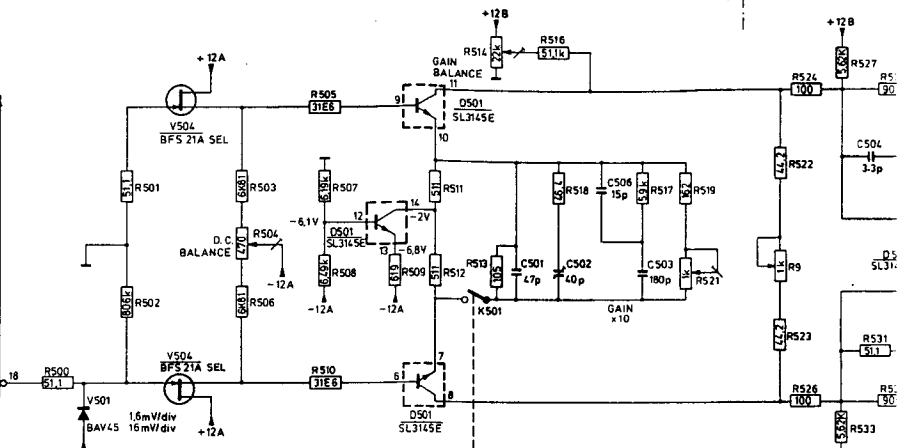 +12B
R514
22k
R516
51,1k
+12B
5,62k
R527
+12A
GAIN
BALANCE
11
V504
BFS 21A SEL
R505
31E6
9
D501
SL3145E
10
R524
100
90
C504
3-3p
51,1
R501
6K81
R503
6,19k
R507
511
R511
46,4
R518
C506
15p
5,9k
R517
162
R519
44,2
R522
14
-2V
-6,1V
12
D501
SL3145E
13
-6,8V
D.C.
BALANCE
470
R504
-12A
6,49k
R508
619
R509
511
R512
R513
105
C501
47p
C502
40p
C503
180p
1k
R521
1k
R9
806k
R502
6K81
R506
-12A
-12A
K501
GAIN
x10
44,2
R523
V504
BFS 21A SEL
7
R531
51,1
18
R500
51,1
R510
31E6
6
8
R526
100
90
V501
BAV45
1,6mV/div
16mV/div
+12A
D501
SL3145E
5,62k
R533